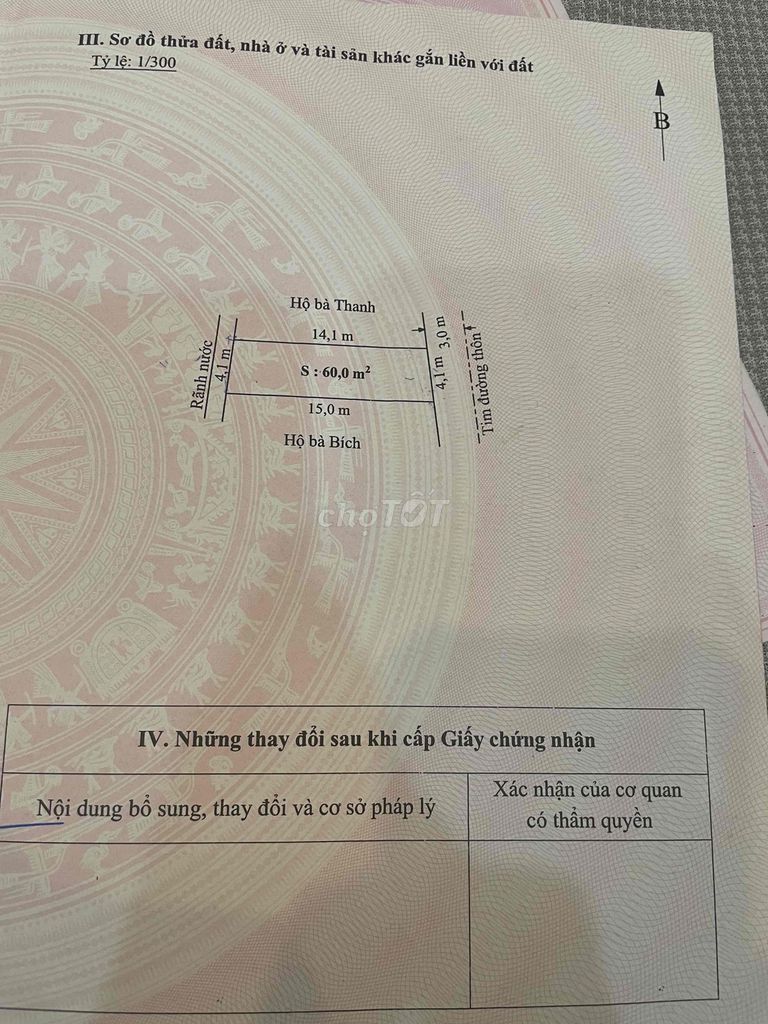 III. Sơ đồ thửa đất, nhà ở và tài sản khác gắn liền với đất
Tỷ lệ: 1/300
B
Hộ bà Thanh
14,1 m
Rãnh nước
4,1 m
S : 60,0 m²
4,1 m
3,0 m
Tim đường thôn
15,0 m
Hộ bà Bích
chợTỐT
IV. Những thay đổi sau khi cấp Giấy chứng nhận
Nội dung bổ sung, thay đổi và cơ sở pháp lý
Xác nhận của cơ quan
có thẩm quyền